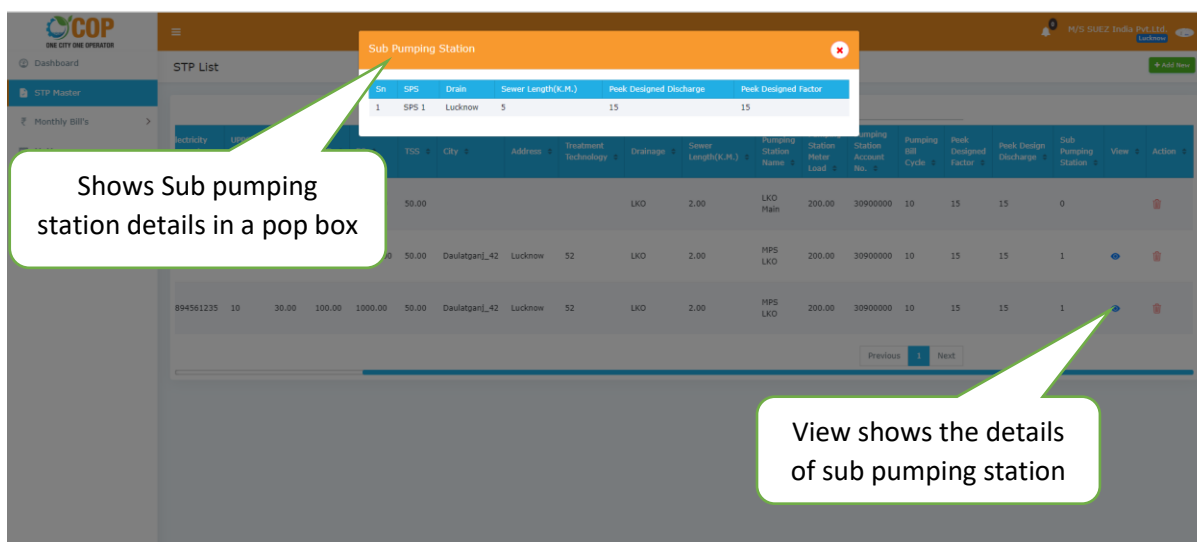 COP
ONE CITY ONE OPERATOR
0
M/S SUEZ India Pvt.Ltd.
Lucknow
Dashboard
STP Master
Monthly Bill's
STP List
+ Add New
Sub Pumping Station
Sn SPS Drain Sewer Length(K.M.) Peek Designed Discharge Peek Designed Factor
1 SPS 1 Lucknow 5 15 15
lectricity TSS City Address Treatment Technology Drainage Sewer Length(K.M.) Pumping Station Name Station Meter Load Pumping Station Account No. Pumping Bill Cycle Peek Designed Factor Peek Design Discharge Sub Pumping Station View Action
50.00 LKO 2.00 LKO Main 200.00 30900000 10 15 15 0
50.00 Daulatganj_42 Lucknow 52 LKO 2.00 MPS LKO 200.00 30900000 10 15 15 1
894561235 10 30.00 100.00 1000.00 50.00 Daulatganj_42 Lucknow 52 LKO 2.00 MPS LKO 200.00 30900000 10 15 15 1
Previous 1 Next
Shows Sub pumping
station details in a pop box
View shows the details
of sub pumping station